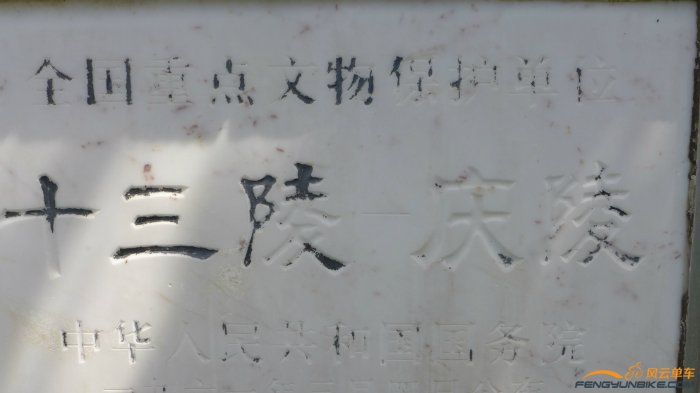 全国重点文物保护单位
十三陵—庆陵
中华人民共和国国务院
风云单车
FENGYUNBIKE.COM